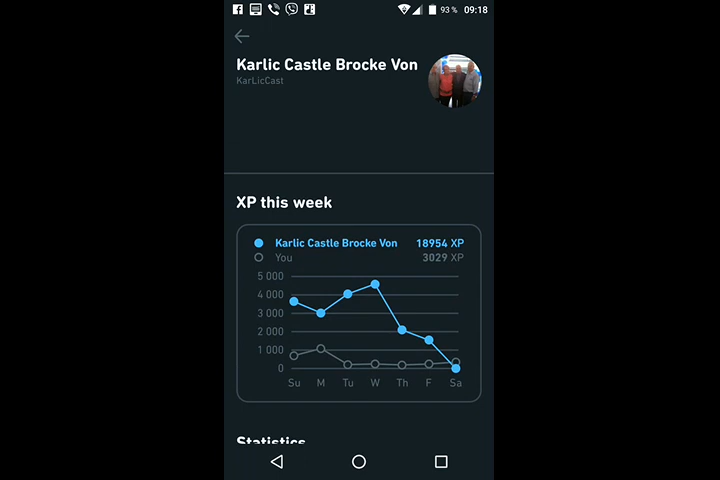 93 % 09:18
Karlic Castle Brocke Von
KarLicCast
XP this week
Karlic Castle Brocke Von 18954 XP
You 3029 XP
5 000
4 000
3 000
2 000
1 000
0
Su M Tu W Th F Sa
Statistics